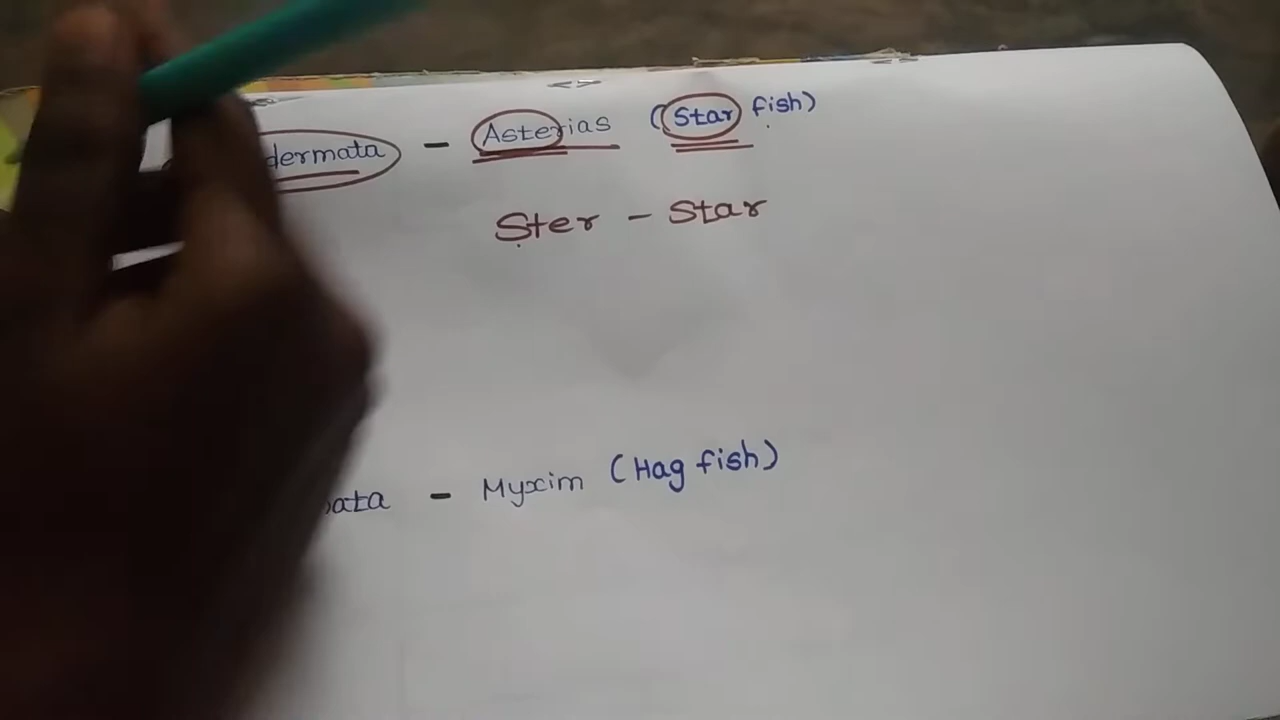 dermata - Asterias (Star fish)
Ster - Star
ata - Myxim (Hag fish)